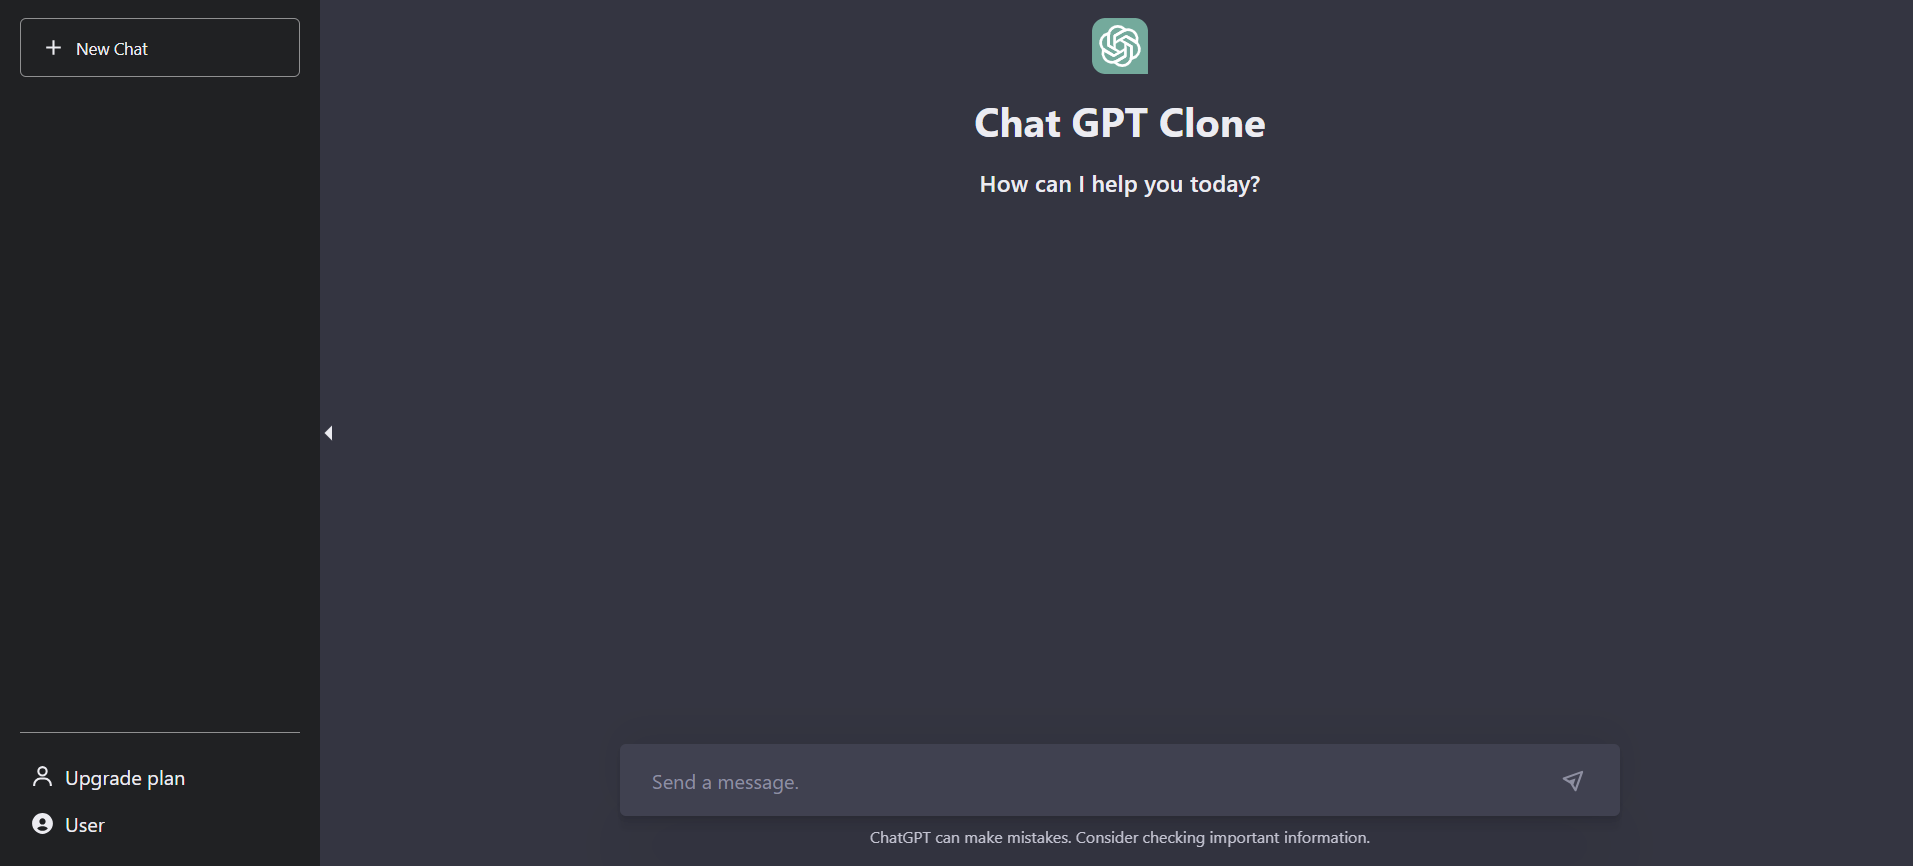 New Chat
Chat GPT Clone
How can I help you today?
Upgrade plan
User
Send a message.
ChatGPT can make mistakes. Consider checking important information.